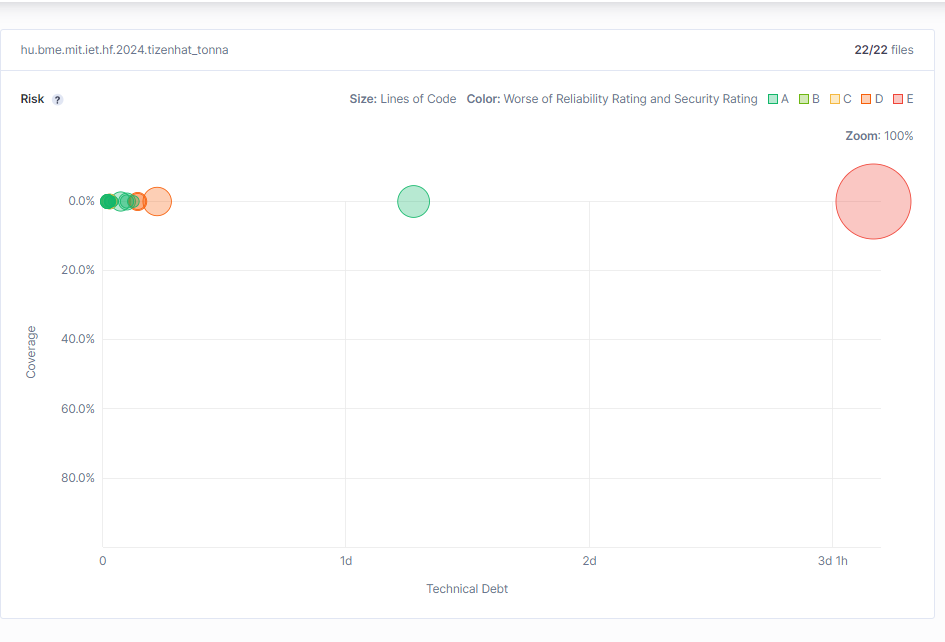 hu.bme.mit.iet.hf.2024.tizenhat_tonna 22/22 files
Risk ? Size: Lines of Code Color: Worse of Reliability Rating and Security Rating A B C D E
Zoom: 100%
0.0%
20.0%
40.0%
60.0%
80.0%
Coverage
0 1d 2d 3d 1h
Technical Debt